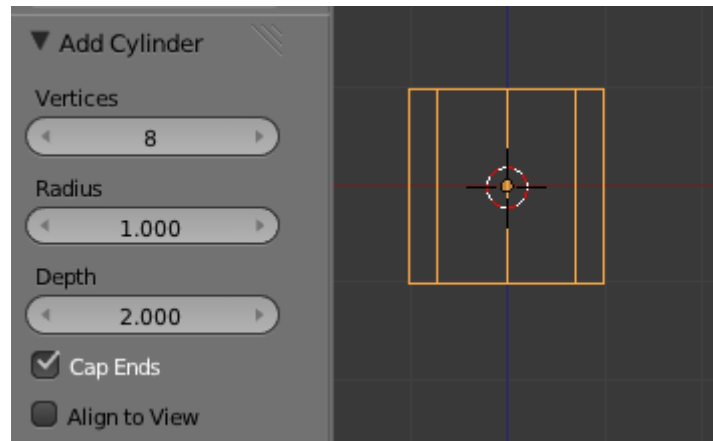 Add Cylinder
Vertices
8
Radius
1.000
Depth
2.000
Cap Ends
Align to View